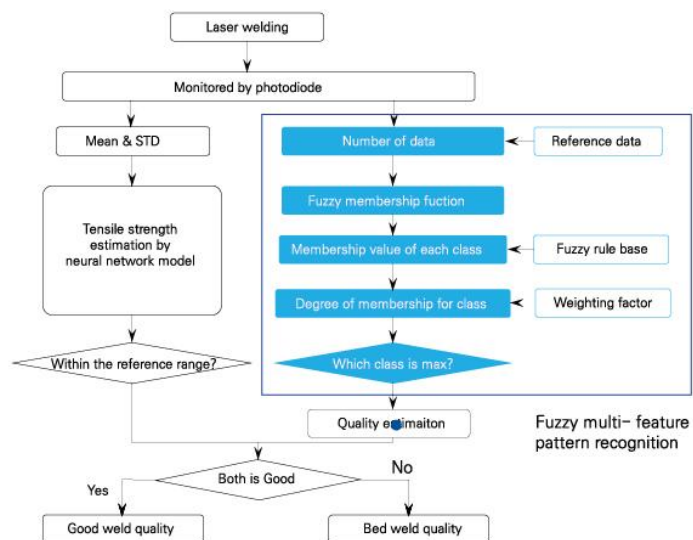 Laser welding
Monitored by photodiode
Mean & STD
Number of data
Reference data
Fuzzy membership fuction
Tensile strength
estimation by
neural network model
Membership value of each class
Fuzzy rule base
Degree of membership for class
Weighting factor
Within the reference range?
Which class is max?
Quality estimaiton
Fuzzy multi- feature
pattern recognition
Both is Good
Yes
No
Good weld quality
Bed weld quality